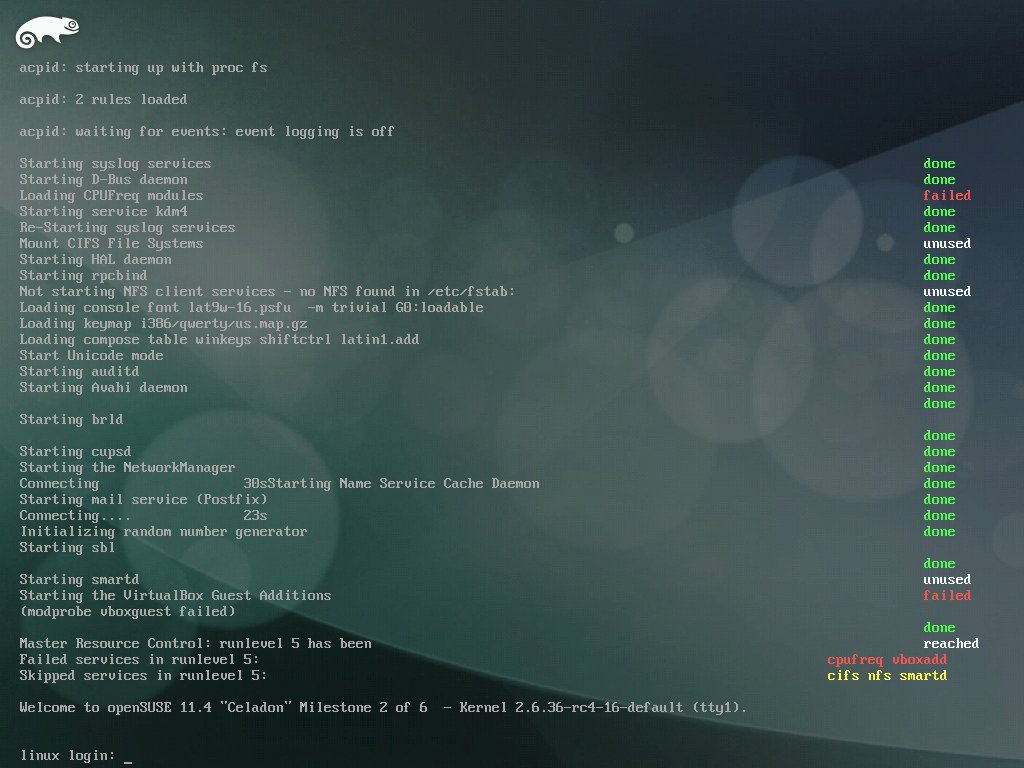 acpid: starting up with proc fs
acpid: 2 rules loaded
acpid: waiting for events: event logging is off
Starting syslog services done
Starting D-Bus daemon done
Loading CPUFreq modules failed
Starting service kdm4 done
Re-Starting syslog services done
Mount CIFS File Systems unused
Starting HAL daemon done
Starting rpcbind done
Not starting NFS client services - no NFS found in /etc/fstab: unused
Loading console font lat9w-16.psfu  -m trivial G0:loadable done
Loading keymap i386/qwerty/us.map.gz done
Loading compose table winkeys shiftctrl latin1.add done
Start Unicode mode done
Starting auditd done
Starting Avahi daemon done
done
Starting brld
done
Starting cupsd done
Starting the NetworkManager done
Connecting 30sStarting Name Service Cache Daemon done
Starting mail service (Postfix) done
Connecting.... 23s done
Initializing random number generator done
Starting sbl
done
Starting smartd unused
Starting the VirtualBox Guest Additions failed
(modprobe vboxguest failed)
done
Master Resource Control: runlevel 5 has been reached
Failed services in runlevel 5: cpufreq vboxadd
Skipped services in runlevel 5: cifs nfs smartd
Welcome to openSUSE 11.4 "Celadon" Milestone 2 of 6  - Kernel 2.6.36-rc4-16-default (tty1).
linux login: _